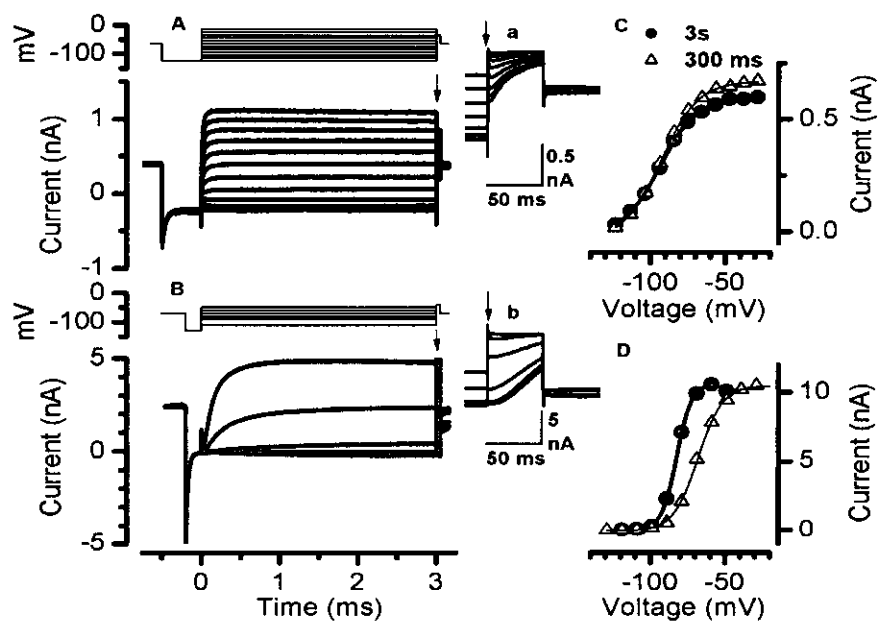 A
mV
0
-100
Current (nA)
1
0
-1
a
0.5
nA
50 ms
C
3s
300 ms
0.5
0.0
Current (nA)
-100
-50
Voltage (mV)
B
mV
0
-100
Current (nA)
5
0
-5
0
1
2
3
Time (ms)
b
5
nA
50 ms
D
10
5
0
Current (nA)
-100
-50
Voltage (mV)